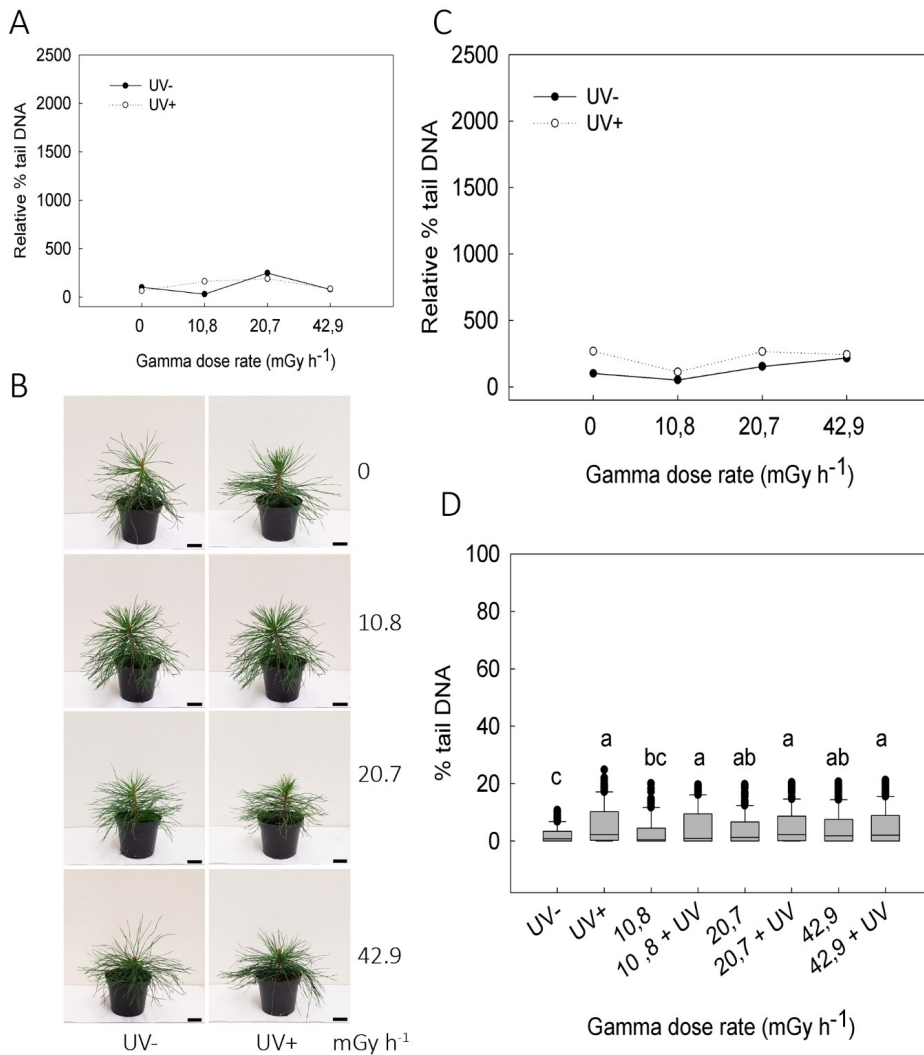 A
2500
2000
1500
1000
500
0
Relative % tail DNA
UV-
UV+
0
10,8
20,7
42,9
Gamma dose rate (mGy h-1)
B
0
10.8
20.7
42.9
UV-
UV+
mGy h-1
C
2500
2000
1500
1000
500
0
Relative % tail DNA
UV-
UV+
0
10,8
20,7
42,9
Gamma dose rate (mGy h-1)
D
100
80
60
40
20
0
% tail DNA
c
a
bc
a
ab
a
ab
a
UV-
UV+
10,8
10 ,8 + UV
20,7
20,7 + UV
42,9
42,9 + UV
Gamma dose rate (mGy h-1)